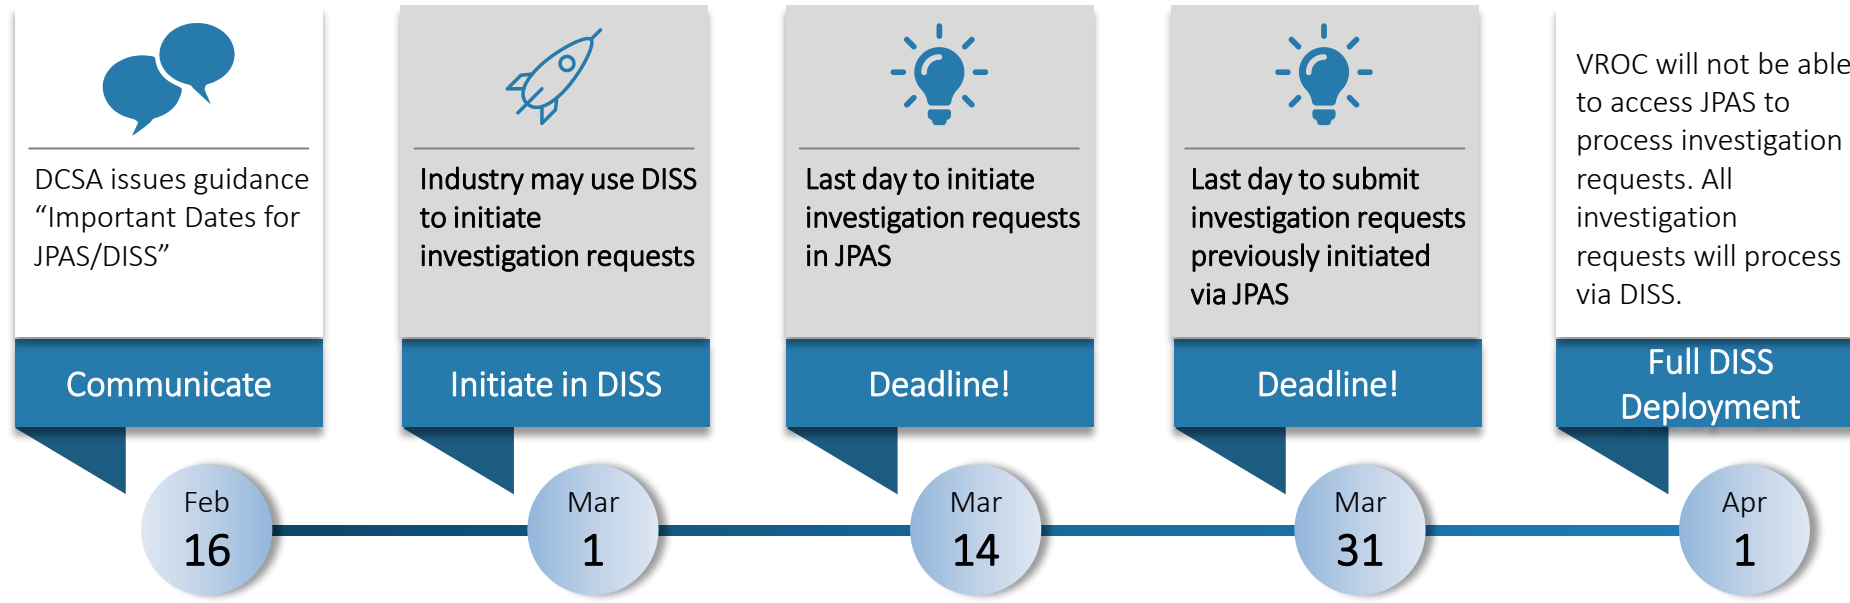 DCSA issues guidance
“Important Dates for
JPAS/DISS”
Communicate
Feb
16
Industry may use DISS
to initiate
investigation requests
Initiate in DISS
Mar
1
Last day to initiate
investigation requests
in JPAS
Deadline!
Mar
14
Last day to submit
investigation requests
previously initiated
via JPAS
Deadline!
Mar
31
VROC will not be able
to access JPAS to
process investigation
requests. All
investigation
requests will process
via DISS.
Full DISS
Deployment
Apr
1